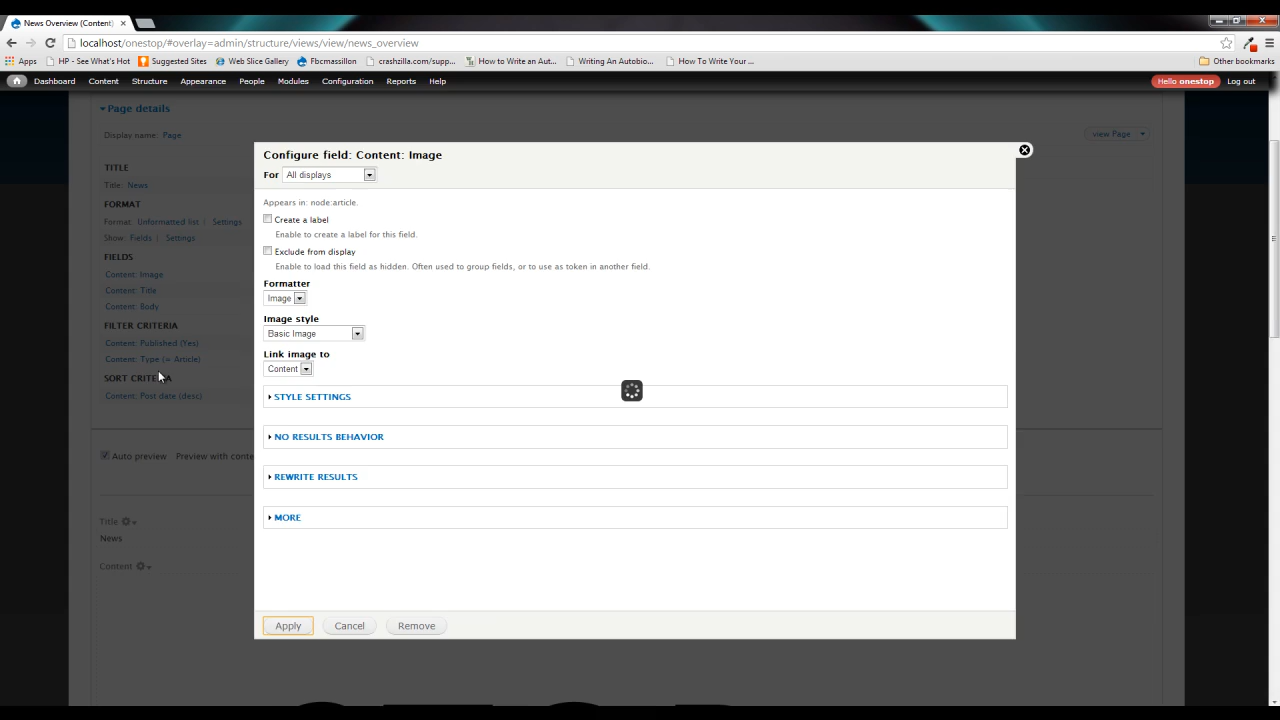 News Overview (Content)
localhost/onestop/#overlay=admin/structure/views/view/news_overview
Apps HP - See What's Hot Suggested Sites Web Slice Gallery Fbcmassillon crashzilla.com/supp... How to Write an Aut... Writing An Autobio... How To Write Your ... Other bookmarks
Dashboard Content Structure Appearance People Modules Configuration Reports Help Hello onestop Log out
Page details
Display name: Page
view Page
TITLE
Title: News
FORMAT
Format: Unformatted list | Settings
Show: Fields | Settings
FIELDS
Content: Image
Content: Title
Content: Body
FILTER CRITERIA
Content: Published (Yes)
Content: Type (= Article)
SORT CRITERIA
Content: Post date (desc)
Auto preview Preview with conte
Title
News
Content
Configure field: Content: Image
For All displays
Appears in: node:article.
Create a label
Enable to create a label for this field.
Exclude from display
Enable to load this field as hidden. Often used to group fields, or to use as token in another field.
Formatter
Image
Image style
Basic Image
Link image to
Content
STYLE SETTINGS
NO RESULTS BEHAVIOR
REWRITE RESULTS
MORE
Apply Cancel Remove